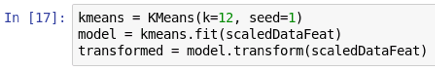 In [17]: kmeans = KMeans(k=12, seed=1)
model = kmeans.fit(scaledDataFeat)
transformed = model.transform(scaledDataFeat)